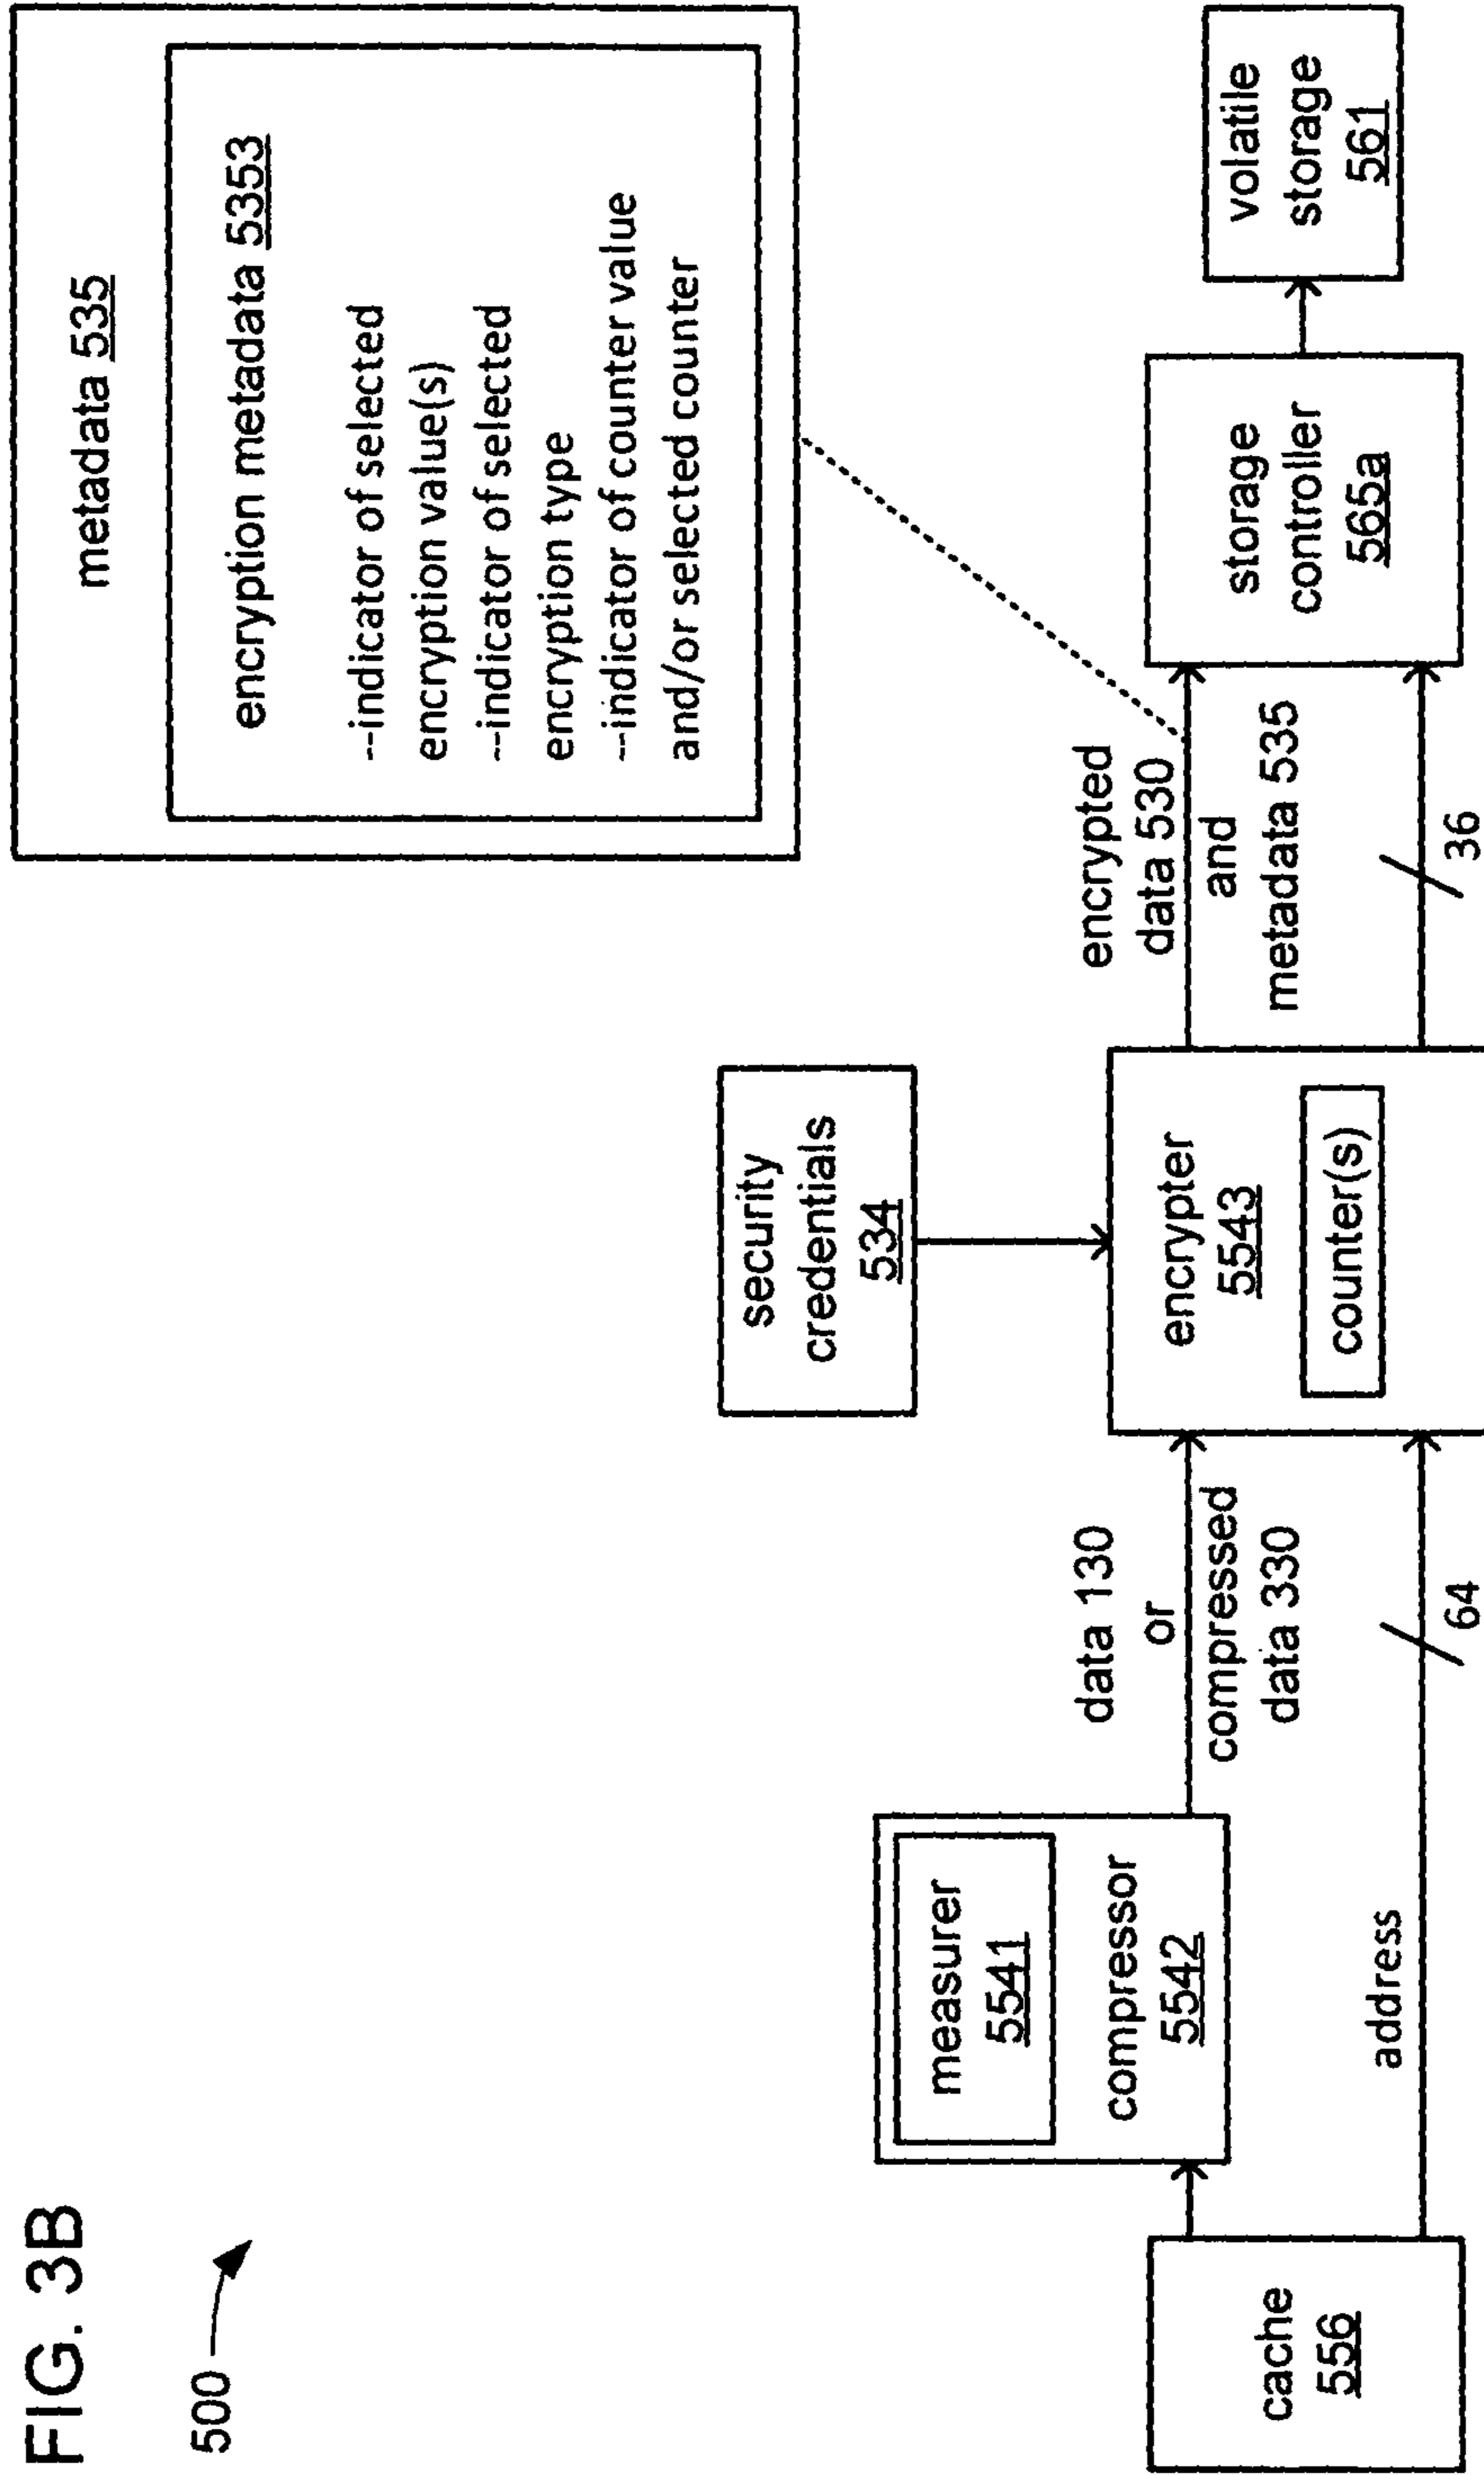 FIG. 3B
500
metadata 535
encryption metadata 5353
--indicator of selected
encryption value(s)
--indicator of selected
encryption type
--indicator of counter value
and/or selected counter
security
credentials
534
cache
556
measurer
5541
compressor
5542
data 130
or
compressed
data 330
address
64
encrypter
5543
counter(s)
encrypted
data 530
and
metadata 535
36
storage
controller
565a
volatile
storage
561